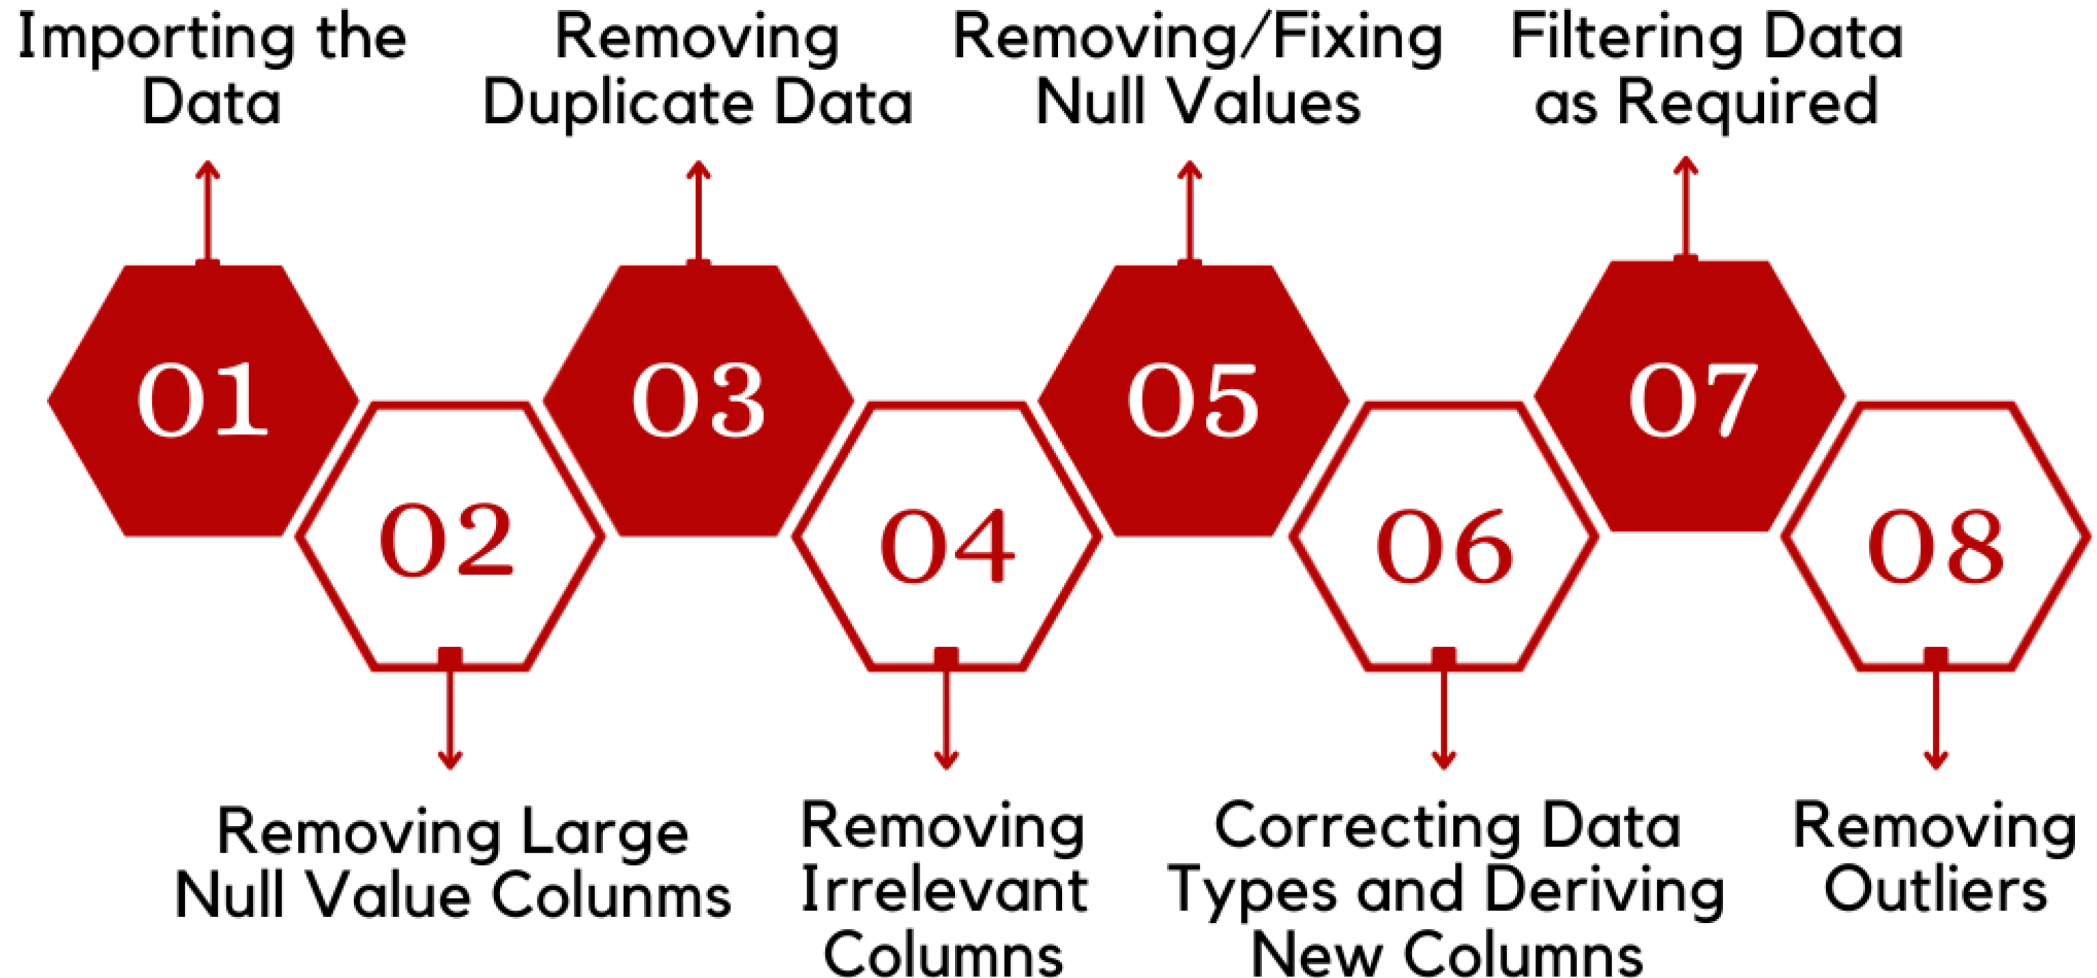 Importing the
Data
Removing
Duplicate Data
Removing/Fixing
Null Values
Filtering Data
as Required
01
02
03
04
05
06
07
08
Removing Large
Null Value Colunms
Removing
Irrelevant
Columns
Correcting Data
Types and Deriving
New Columns
Removing
Outliers